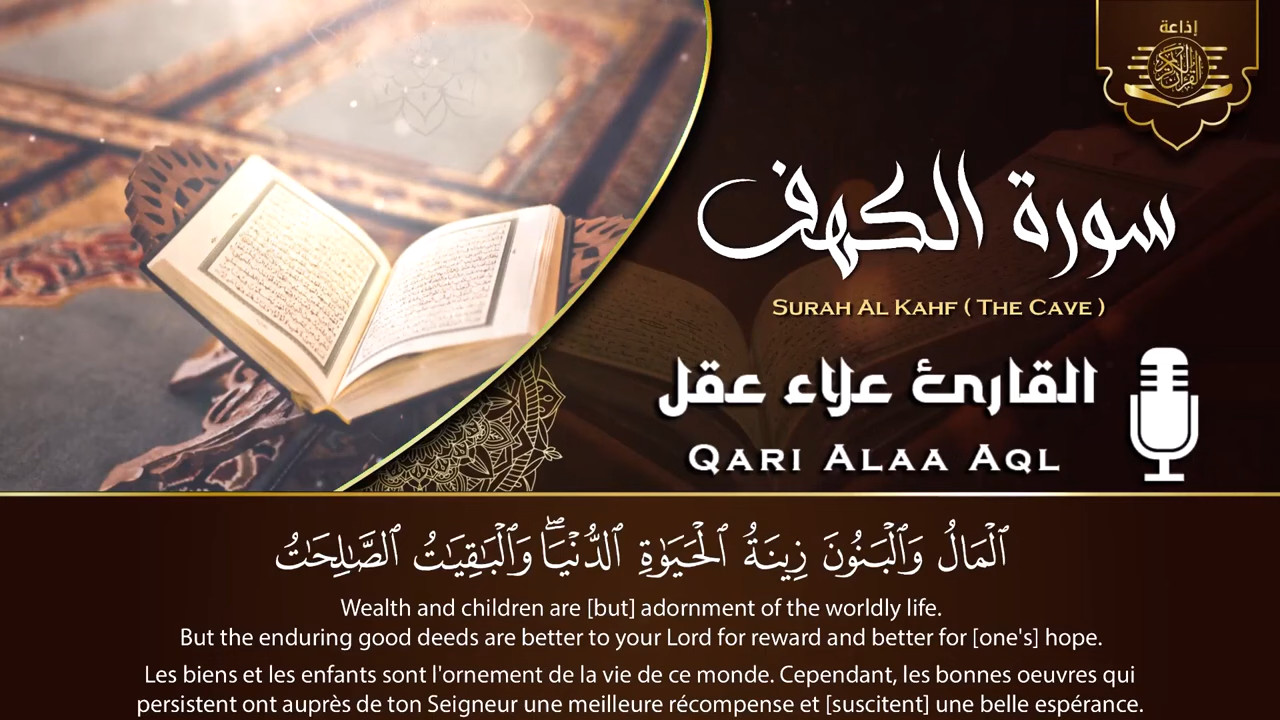 إذاعة
القرآن الكريم
سورة الكهف
SURAH AL KAHF ( THE CAVE )
القارئ علاء عقل
QARI ALAA AQL
ٱلْمَالُ وَٱلْبَنُونَ زِينَةُ ٱلْحَيَوٰةِ ٱلدُّنْيَاۖ وَٱلْبَٰقِيَٰتُ ٱلصَّٰلِحَٰتُ
Wealth and children are [but] adornment of the worldly life.
But the enduring good deeds are better to your Lord for reward and better for [one's] hope.
Les biens et les enfants sont l'ornement de la vie de ce monde. Cependant, les bonnes oeuvres qui
persistent ont auprès de ton Seigneur une meilleure récompense et [suscitent] une belle espérance.